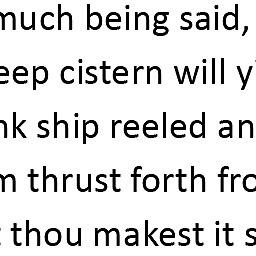 much being said,
eep cistern will y
nk ship reeled an
m thrust forth fro
thou makest it s